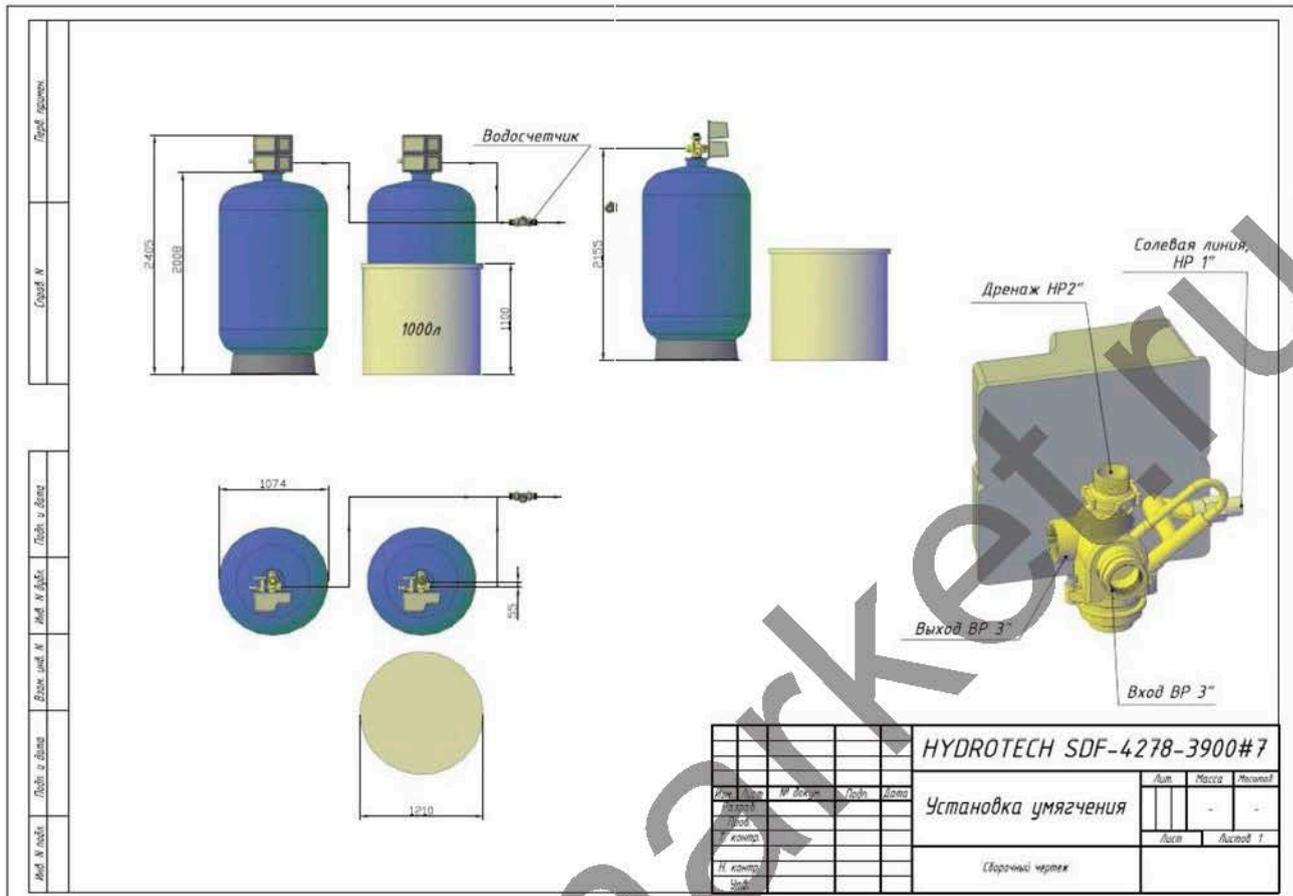 Перв. примен.
Справ. N
Подп. и дата
Инв. N дубл.
Взам. инв. N
Подп. и дата
Инв. N подл.
Водосчетчик
2405
2008
1000л
1100
2155
1074
55
1210
Солевая линия,
НР 1"
Дренаж НР2"
Выход ВР 3"
Вход ВР 3"
market.ru
HYDROTECH SDF-4278-3900#7
Установка умягчения
Сборочный чертеж
Лит. Масса Масштаб
- -
Лист Листов 1
Изм. Лист № докум. Подп. Дата
Разраб.
Пров.
Т. контр.
Н. контр.
Утв.